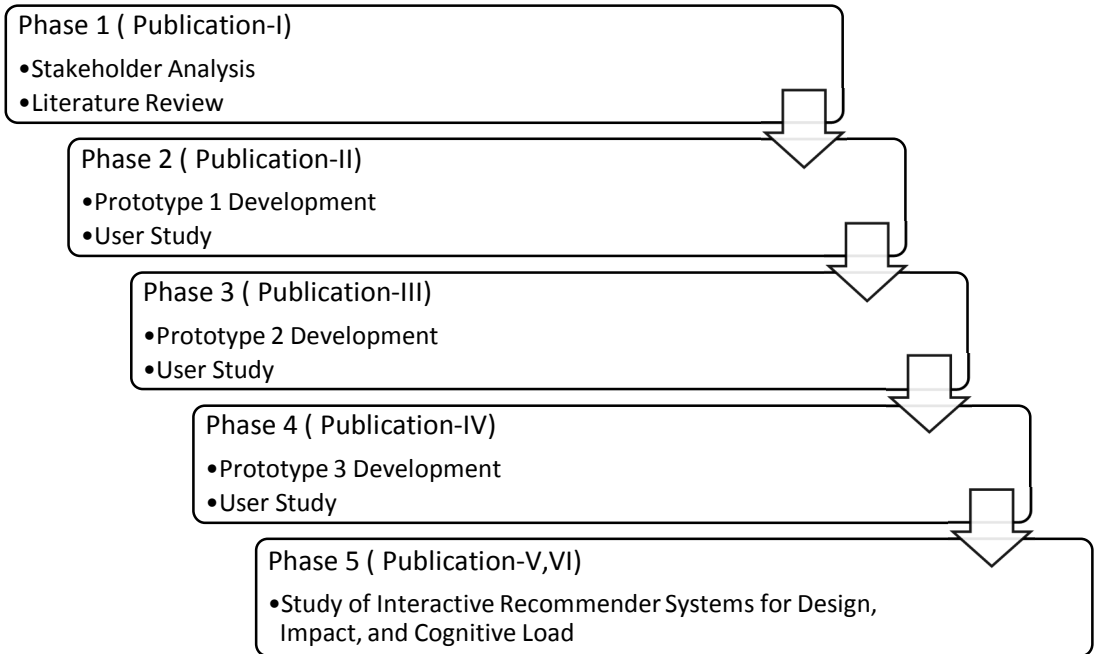 Phase 1 ( Publication-I)
•Stakeholder Analysis
•Literature Review
Phase 2 ( Publication-II)
•Prototype 1 Development
•User Study
Phase 3 ( Publication-III)
•Prototype 2 Development
•User Study
Phase 4 ( Publication-IV)
•Prototype 3 Development
•User Study
Phase 5 ( Publication-V,VI)
•Study of Interactive Recommender Systems for Design,
Impact, and Cognitive Load